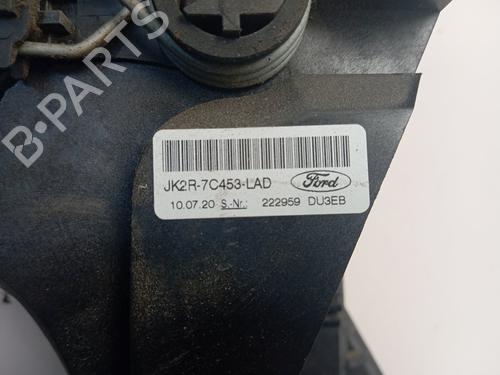 B-PARTS
JK2R-7C453-LAD Ford
10.07.20 S.-Nr.: 222959 DU3EB